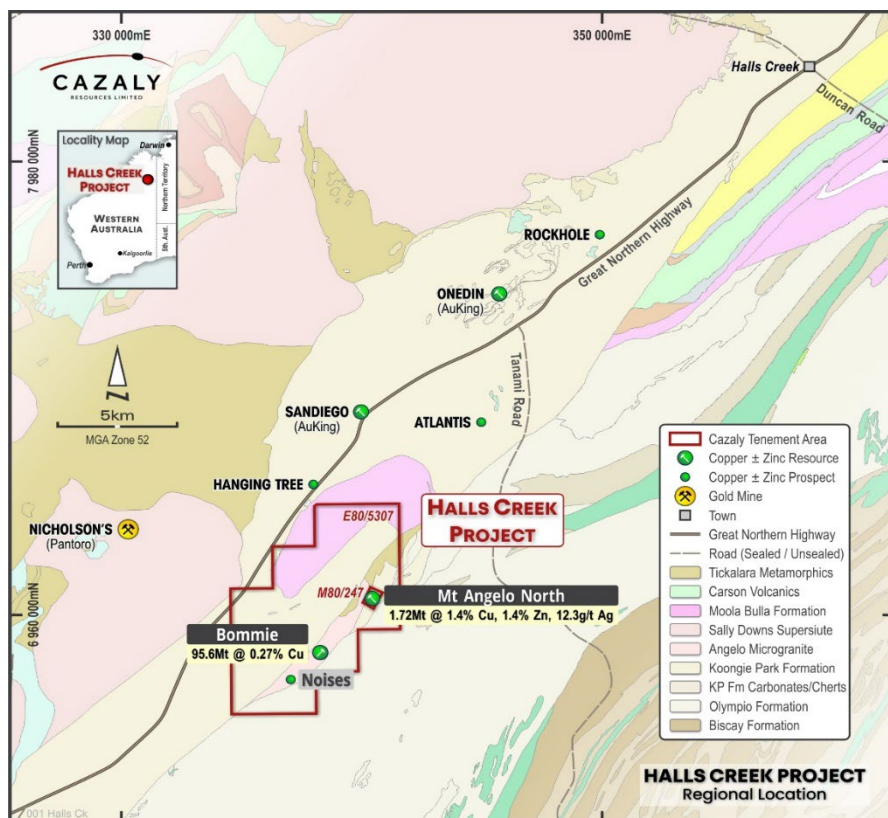 330 000mE
350 000mE
CAZALY
RESOURCES LIMITED
Halls Creek
Duncan Road
Locality Map
Darwin
HALLS CREEK
PROJECT
Northern Territory
WESTERN
AUSTRALIA
Kalgoorlie
Sth. Aust.
Perth
7 980 000mN
ROCKHOLE
Great Northern Highway
ONEDIN
(AuKing)
Tanami Road
N
5km
MGA Zone 52
SANDIEGO
(AuKing)
ATLANTIS
HANGING TREE
NICHOLSON'S
(Pantoro)
E80/5307
HALLS CREEK
PROJECT
M80/247
Mt Angelo North
1.72Mt @ 1.4% Cu, 1.4% Zn, 12.3g/t Ag
6 960 000mN
Bommie
95.6Mt @ 0.27% Cu
Noises
Cazaly Tenement Area
Copper ± Zinc Resource
Copper ± Zinc Prospect
Gold Mine
Town
Great Northern Highway
Road (Sealed / Unsealed)
Tickalara Metamorphics
Carson Volcanics
Moola Bulla Formation
Sally Downs Supersiute
Angelo Microgranite
Koongie Park Formation
KP Fm Carbonates/Cherts
Olympio Formation
Biscay Formation
HALLS CREEK PROJECT
Regional Location
001 Halls Ck